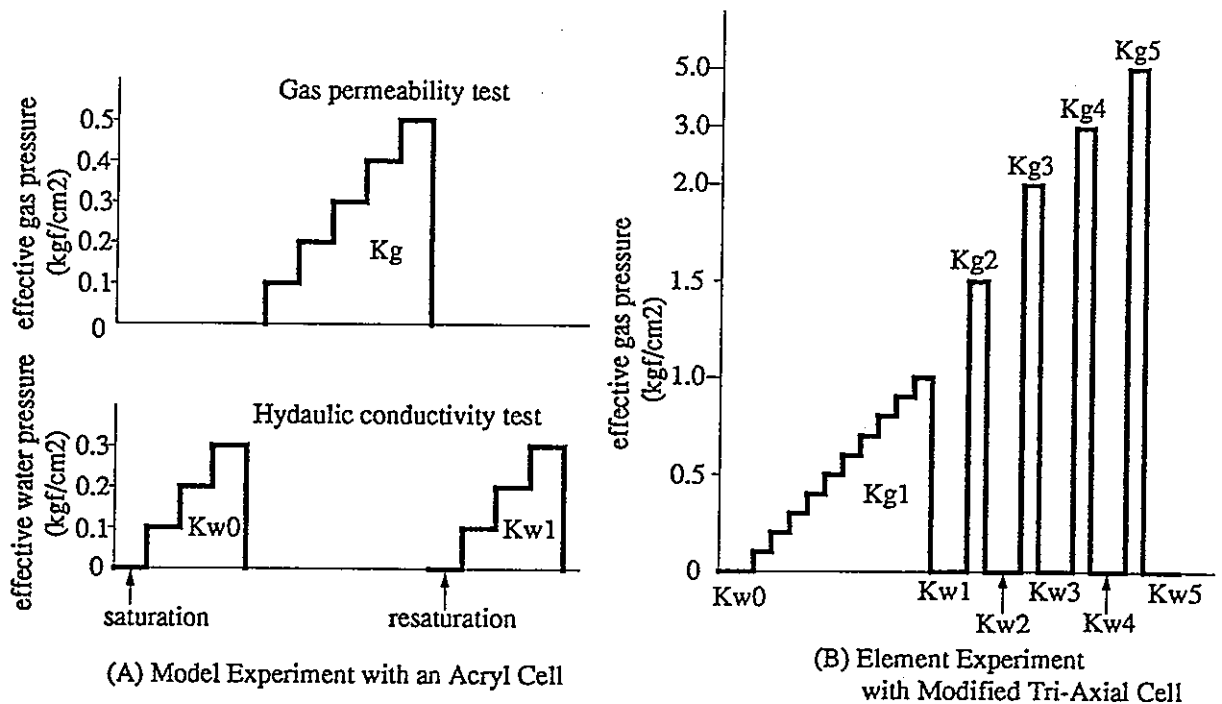 Gas permeability test
effective gas pressure
(kgf/cm2)
0.5
0.4
0.3
0.2
0.1
0
Kg
Hydaulic conductivity test
effective water pressure
(kgf/cm2)
0.3
0.2
0.1
0
Kw0
Kw1
saturation
resaturation
(A) Model Experiment with an Acryl Cell
effective gas pressure
(kgf/cm2)
5.0
3.0
2.0
1.5
1.0
0.5
0
Kg1
Kg2
Kg3
Kg4
Kg5
Kw0
Kw1
Kw2
Kw3
Kw4
Kw5
(B) Element Experiment
with Modified Tri-Axial Cell